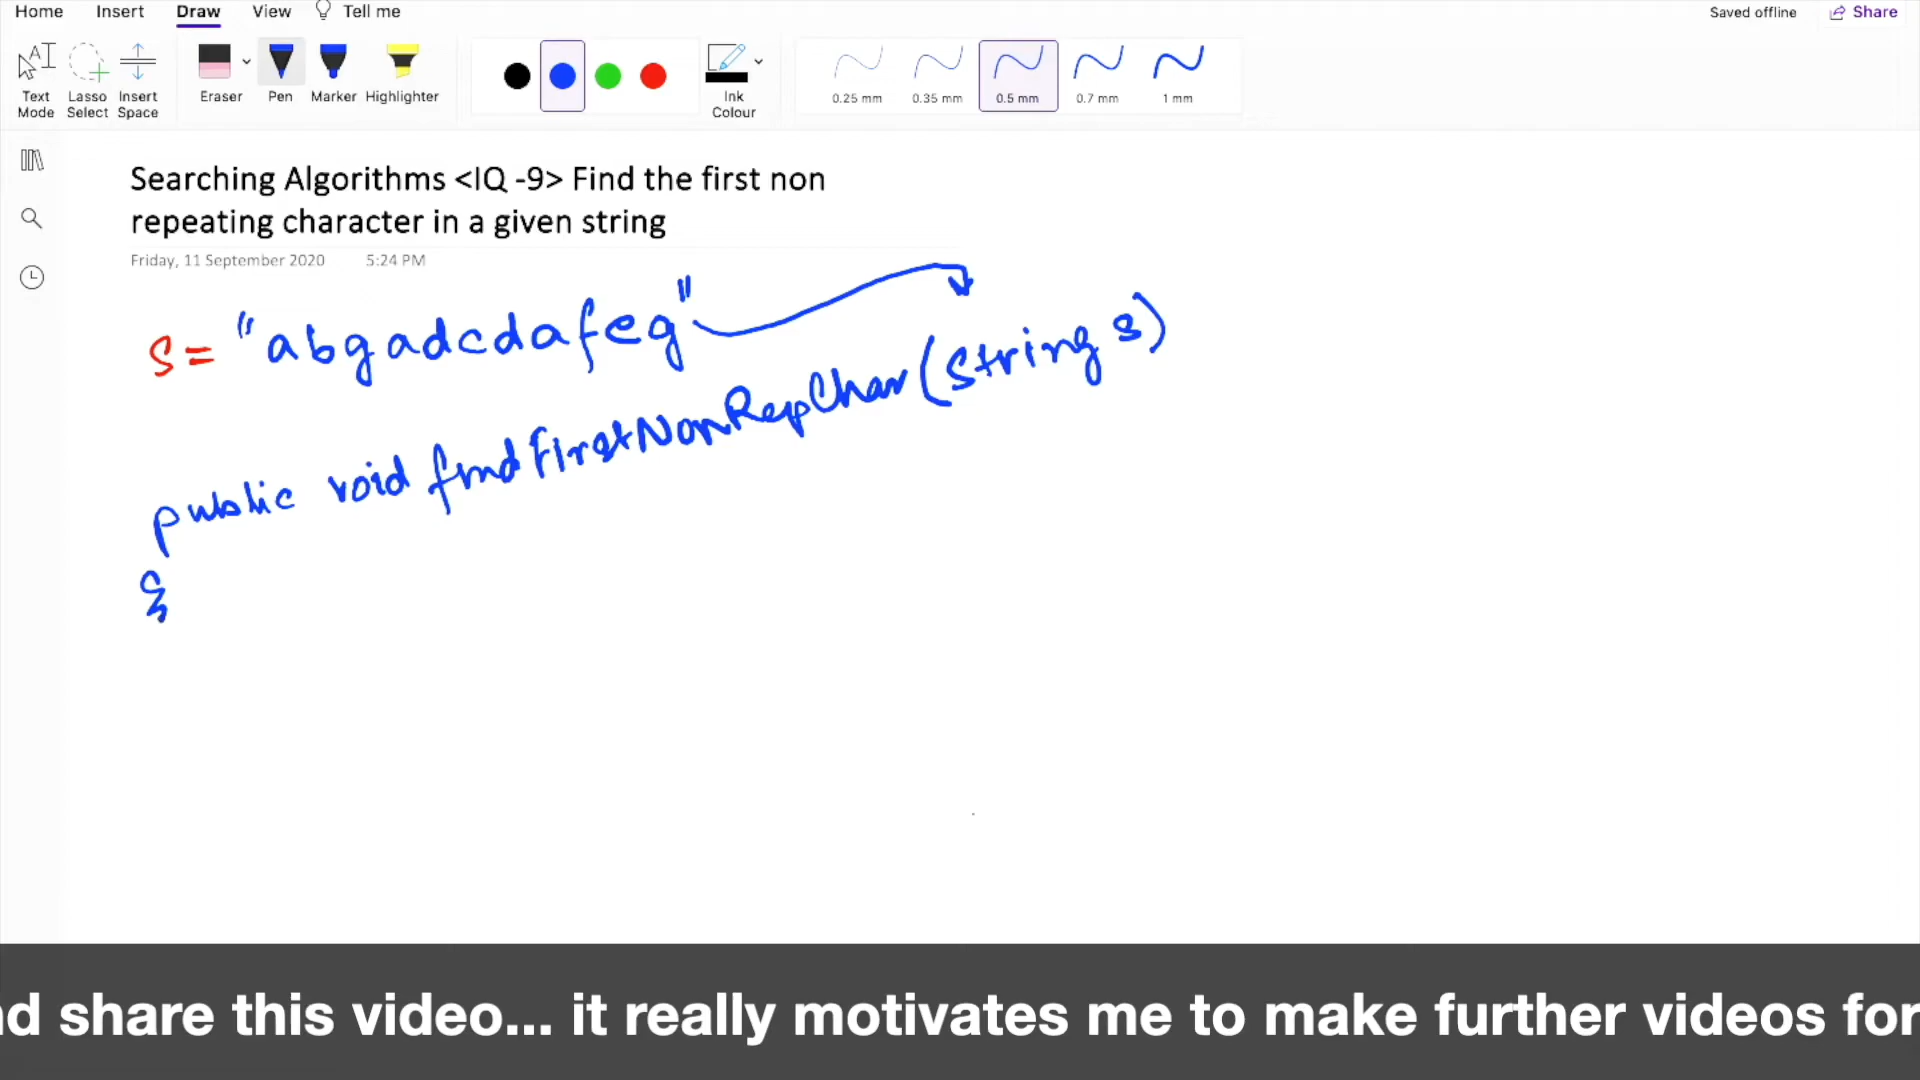 Home Insert Draw View Tell me Saved offline Share
Text Mode Lasso Select Insert Space Eraser Pen Marker Highlighter Ink Colour 0.25 mm 0.35 mm 0.5 mm 0.7 mm 1 mm
Searching Algorithms <IQ -9> Find the first non
repeating character in a given string
Friday, 11 September 2020 5:24 PM
S = "abgadcdafeg"
public void findFirstNonRepChar(String s)
{
nd share this video... it really motivates me to make further videos for